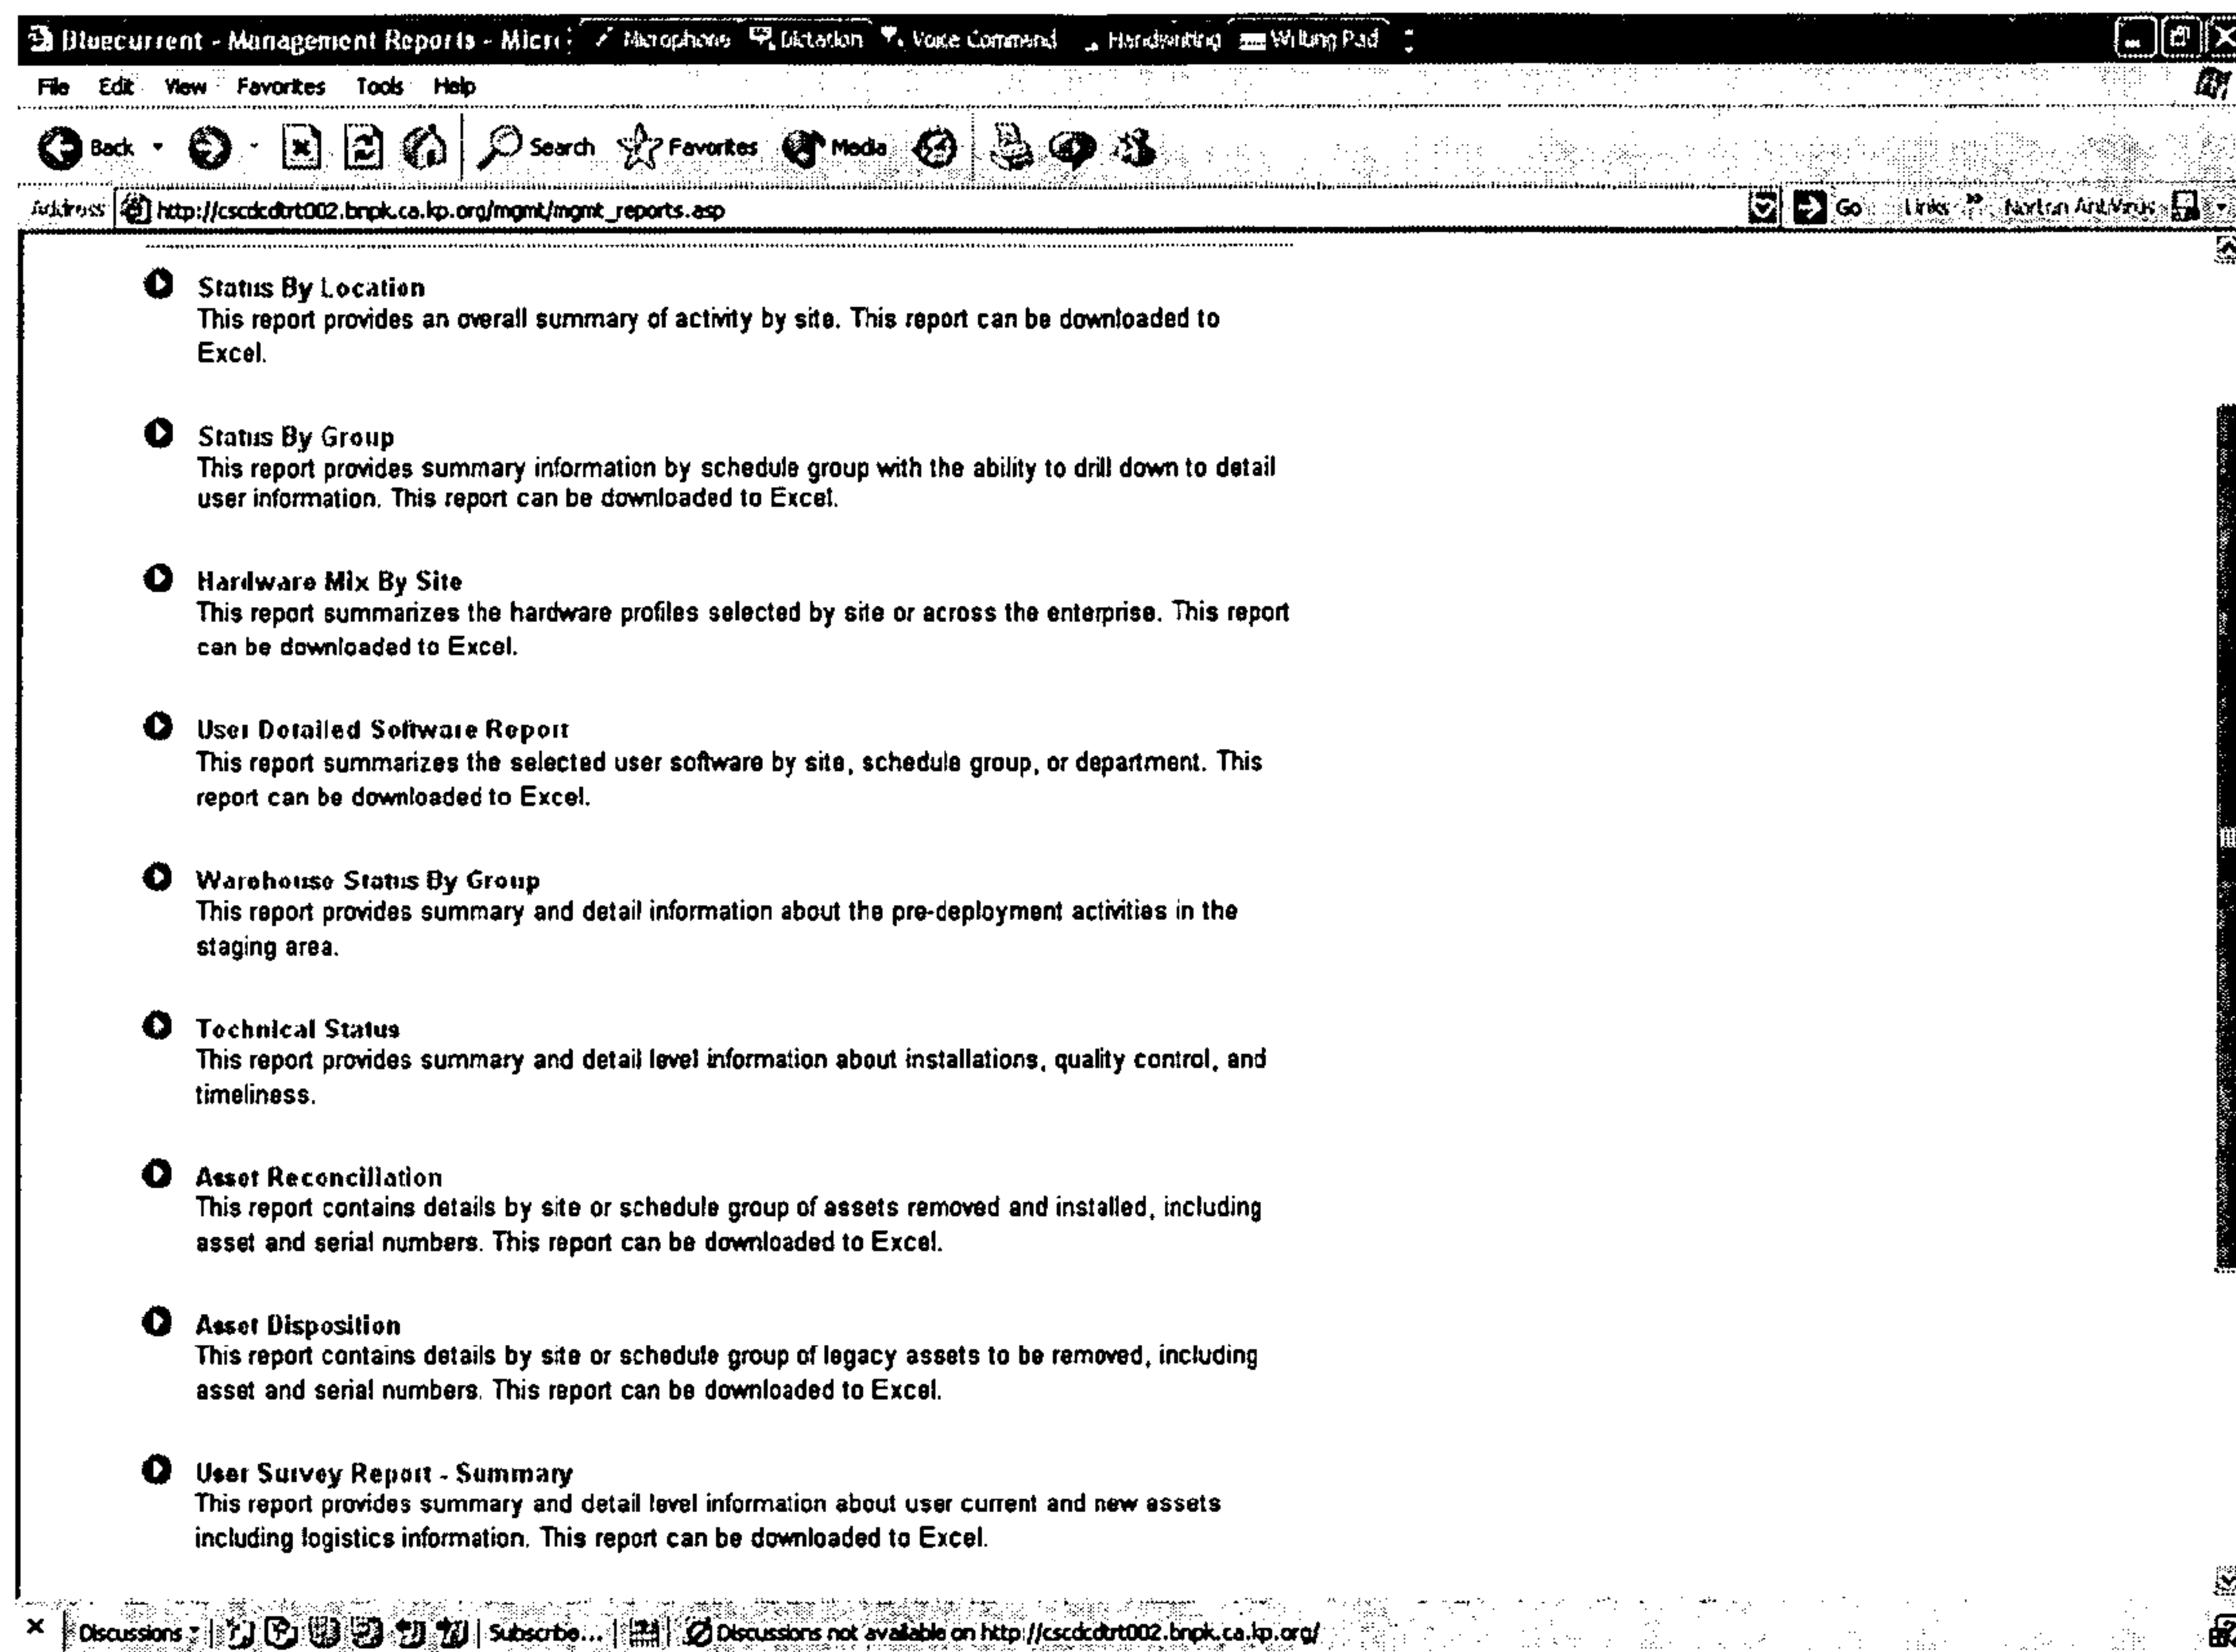 Bluecurrent - Management Reports - Micr Microphone Dictation Voice Command Handwriting Writing Pad
File Edit View Favorites Tools Help
Back Search Favorites Media
Address http://cscdcdtrt002.bnpk.ca.kp.org/mgmt/mgmt_reports.asp Go Links » Norton AntiVirus
Status By Location
This report provides an overall summary of activity by site. This report can be downloaded to
Excel.
Status By Group
This report provides summary information by schedule group with the ability to drill down to detail
user information. This report can be downloaded to Excel.
Hardware Mix By Site
This report summarizes the hardware profiles selected by site or across the enterprise. This report
can be downloaded to Excel.
User Detailed Software Report
This report summarizes the selected user software by site, schedule group, or department. This
report can be downloaded to Excel.
Warehouse Status By Group
This report provides summary and detail information about the pre-deployment activities in the
staging area.
Technical Status
This report provides summary and detail level information about installations, quality control, and
timeliness.
Asset Reconciliation
This report contains details by site or schedule group of assets removed and installed, including
asset and serial numbers. This report can be downloaded to Excel.
Asset Disposition
This report contains details by site or schedule group of legacy assets to be removed, including
asset and serial numbers. This report can be downloaded to Excel.
User Survey Report - Summary
This report provides summary and detail level information about user current and new assets
including logistics information. This report can be downloaded to Excel.
Discussions Subscribe... Discussions not available on http://cscdcdtrt002.bnpk.ca.kp.org/